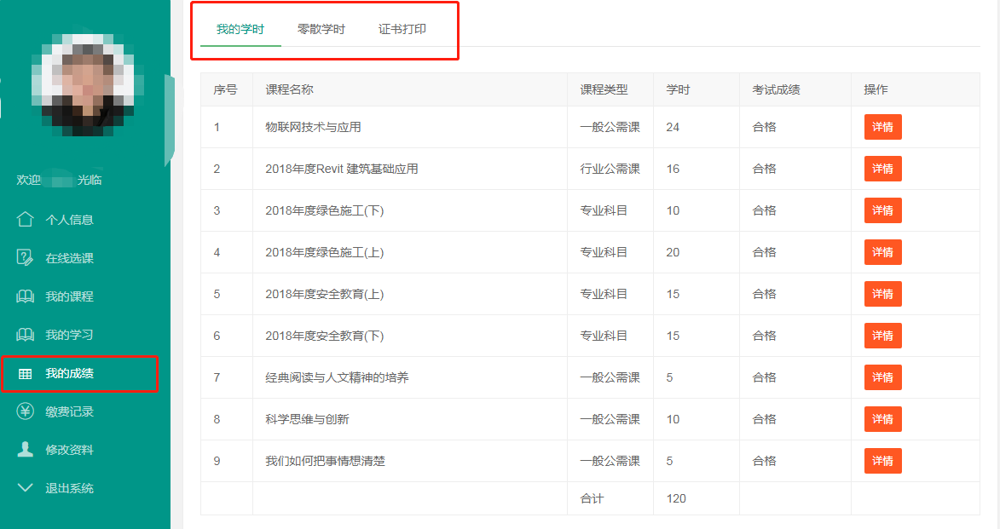 欢迎 光临
个人信息
在线选课
我的课程
我的学习
我的成绩
缴费记录
修改资料
退出系统
我的学时 零散学时 证书打印
序号 课程名称 课程类型 学时 考试成绩 操作
1 物联网技术与应用 一般公需课 24 合格 详情
2 2018年度Revit 建筑基础应用 行业公需课 16 合格 详情
3 2018年度绿色施工(下) 专业科目 10 合格 详情
4 2018年度绿色施工(上) 专业科目 20 合格 详情
5 2018年度安全教育(上) 专业科目 15 合格 详情
6 2018年度安全教育(下) 专业科目 15 合格 详情
7 经典阅读与人文精神的培养 一般公需课 5 合格 详情
8 科学思维与创新 一般公需课 10 合格 详情
9 我们如何把事情想清楚 一般公需课 5 合格 详情
合计 120